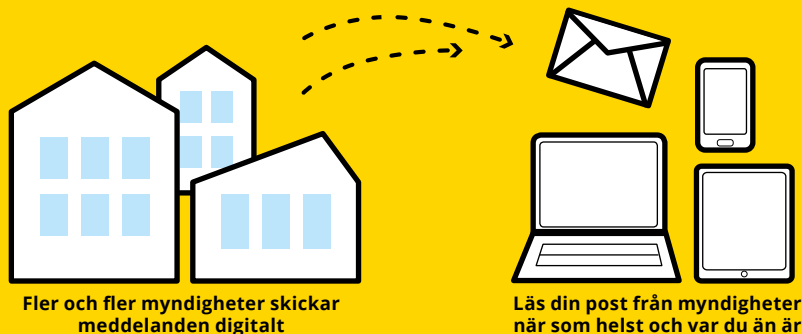 Fler och fler myndigheter skickar
meddelanden digitalt
Läs din post från myndigheter
när som helst och var du än är